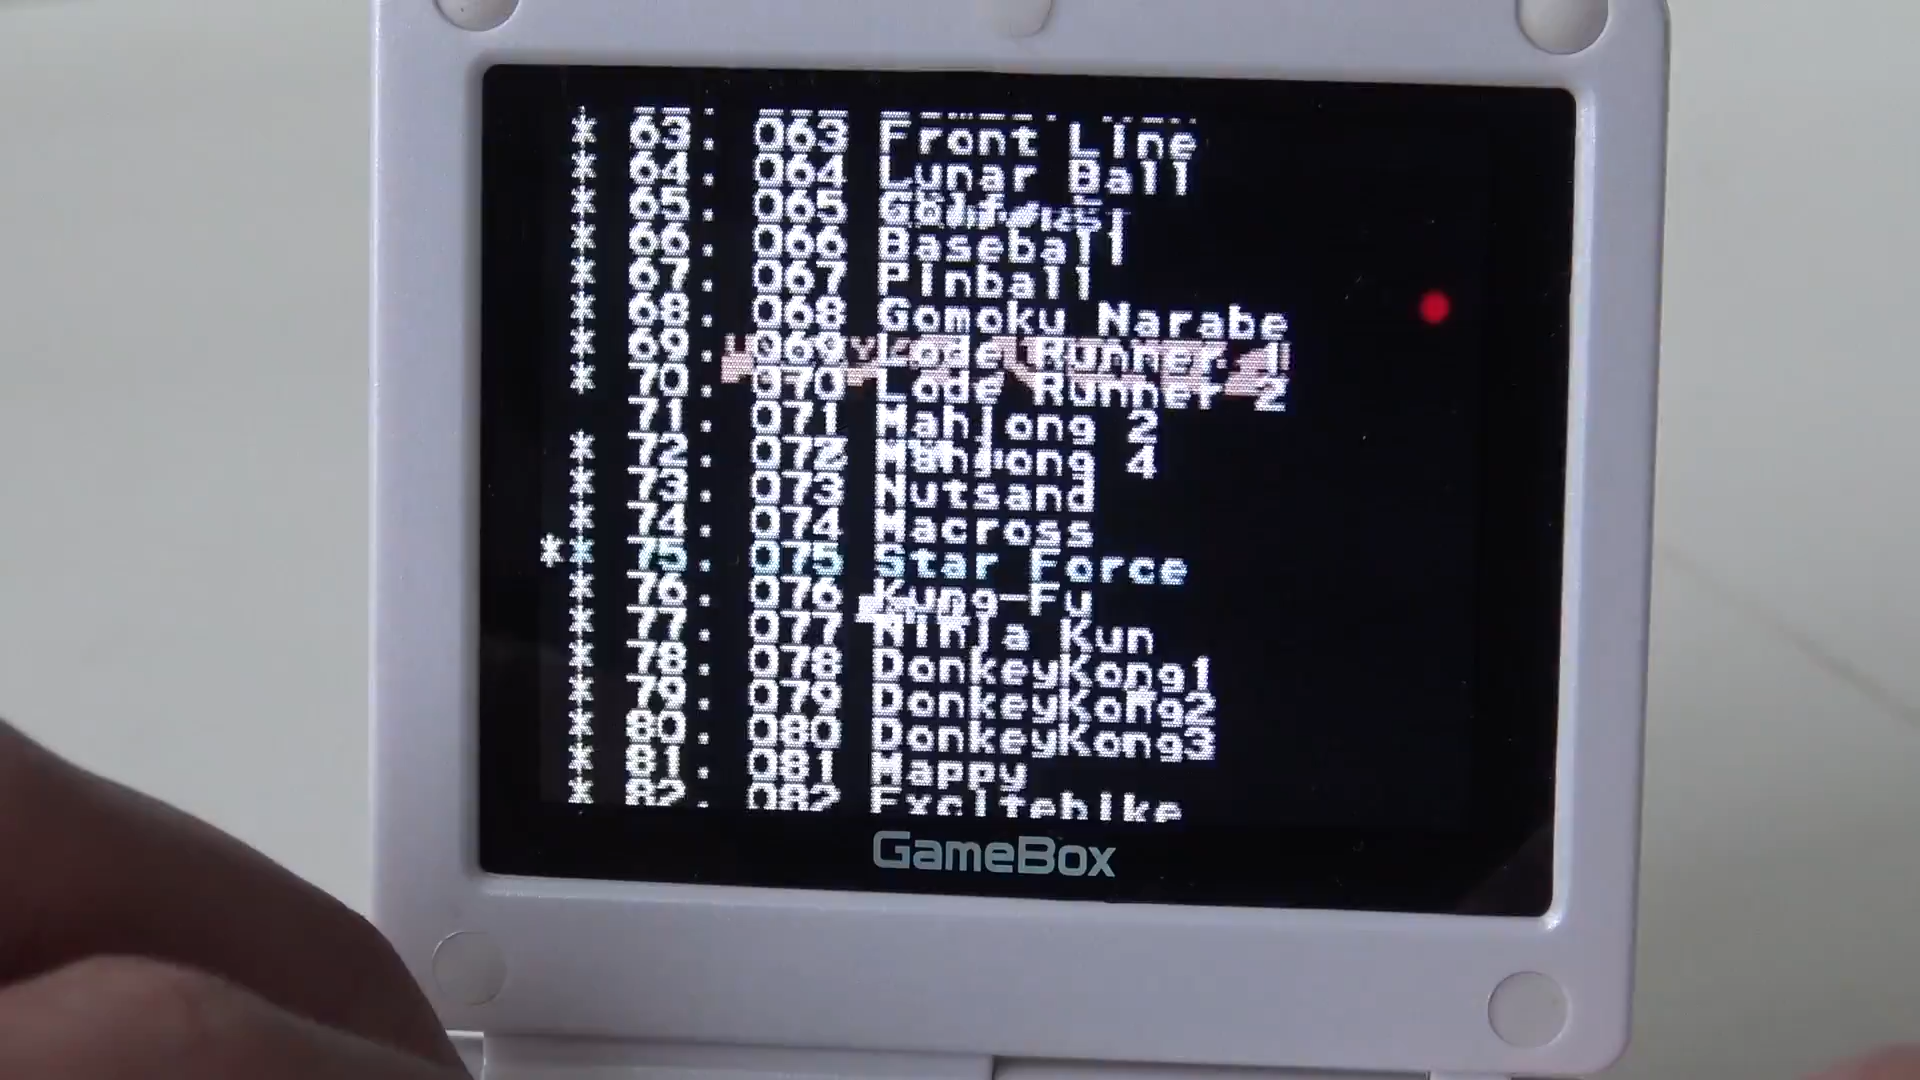 * 63. 063 Front Line
* 64. 064 Lunar Ball
* 65. 065 Golf
* 66. 066 Baseball
* 67. 067 Pinball
* 68. 068 Gomoku Narabe
* 69. 069 Lode Runner 1
* 70. 070 Lode Runner 2
71. 071 Mahjong 2
* 72. 072 Mahjong 4
* 73. 073 Nutsand
* 74. 074 Macross
** 75. 075 Star Force
* 76. 076 Kung-Fu
* 77. 077 Ninja Kun
* 78. 078 DonkeyKong1
* 79. 079 DonkeyKong2
* 80. 080 DonkeyKong3
* 81. 081 Mappy
* 82. 082 Excitebike
GameBox